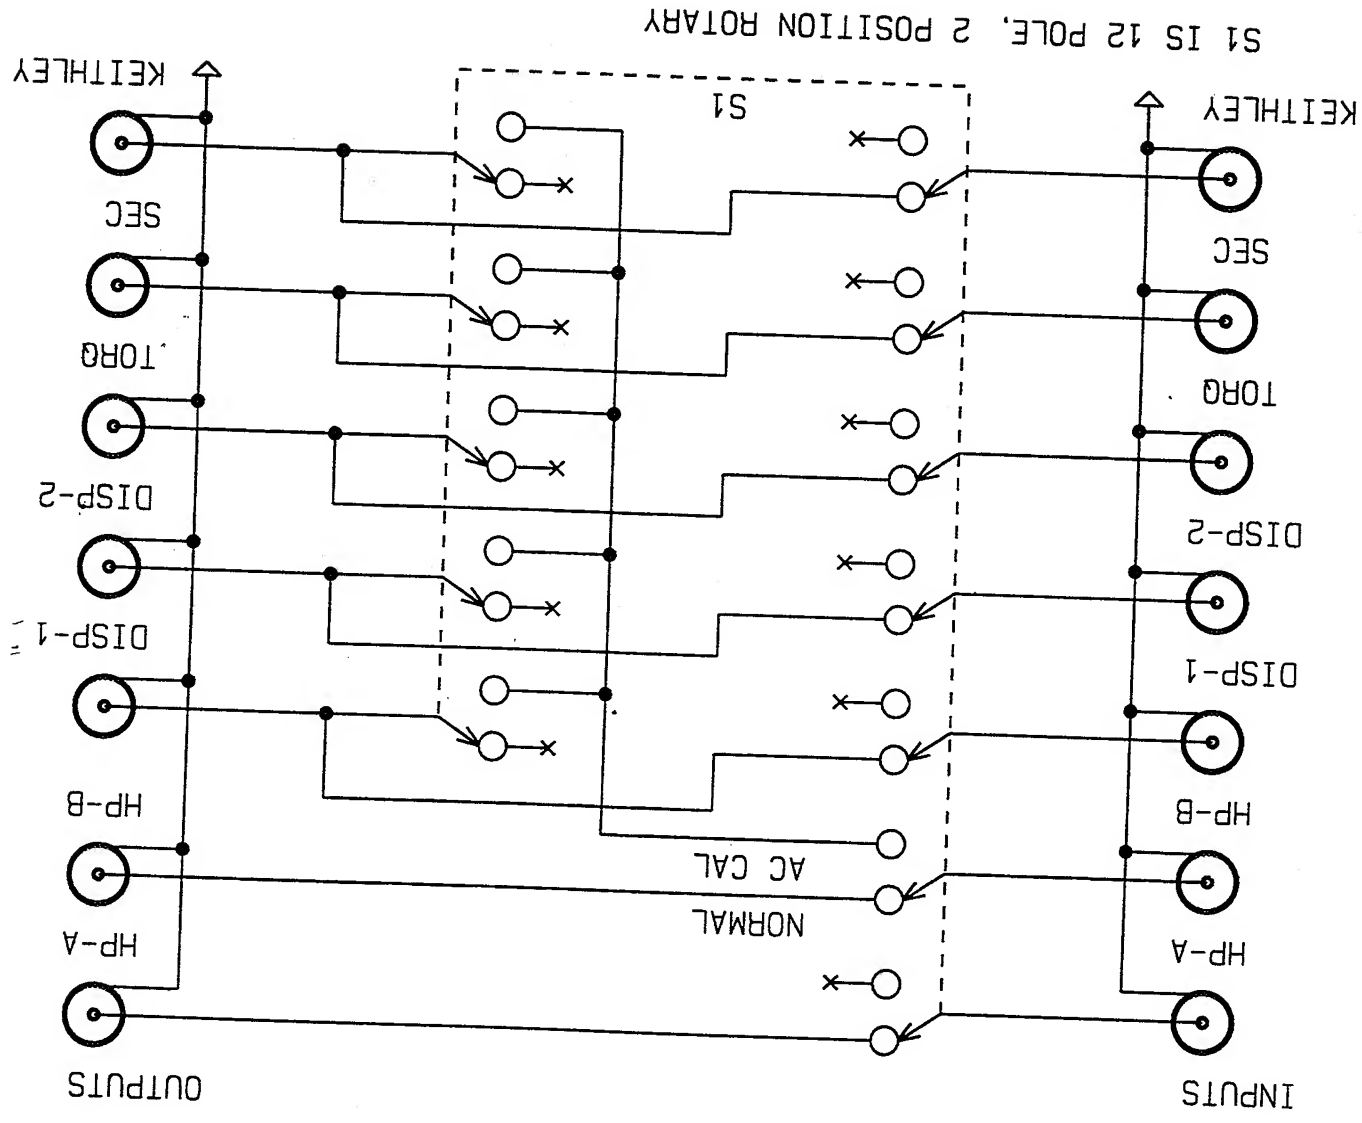 INPUTS
OUTPUTS
HP-A
HP-A
NORMAL
AC CAL
HP-B
HP-B
DISP-1
DISP-1
DISP-2
DISP-2
TORQ
TORQ
SEC
SEC
S1
KEITHLEY
KEITHLEY
S1 IS 12 POLE, 2 POSITION ROTARY